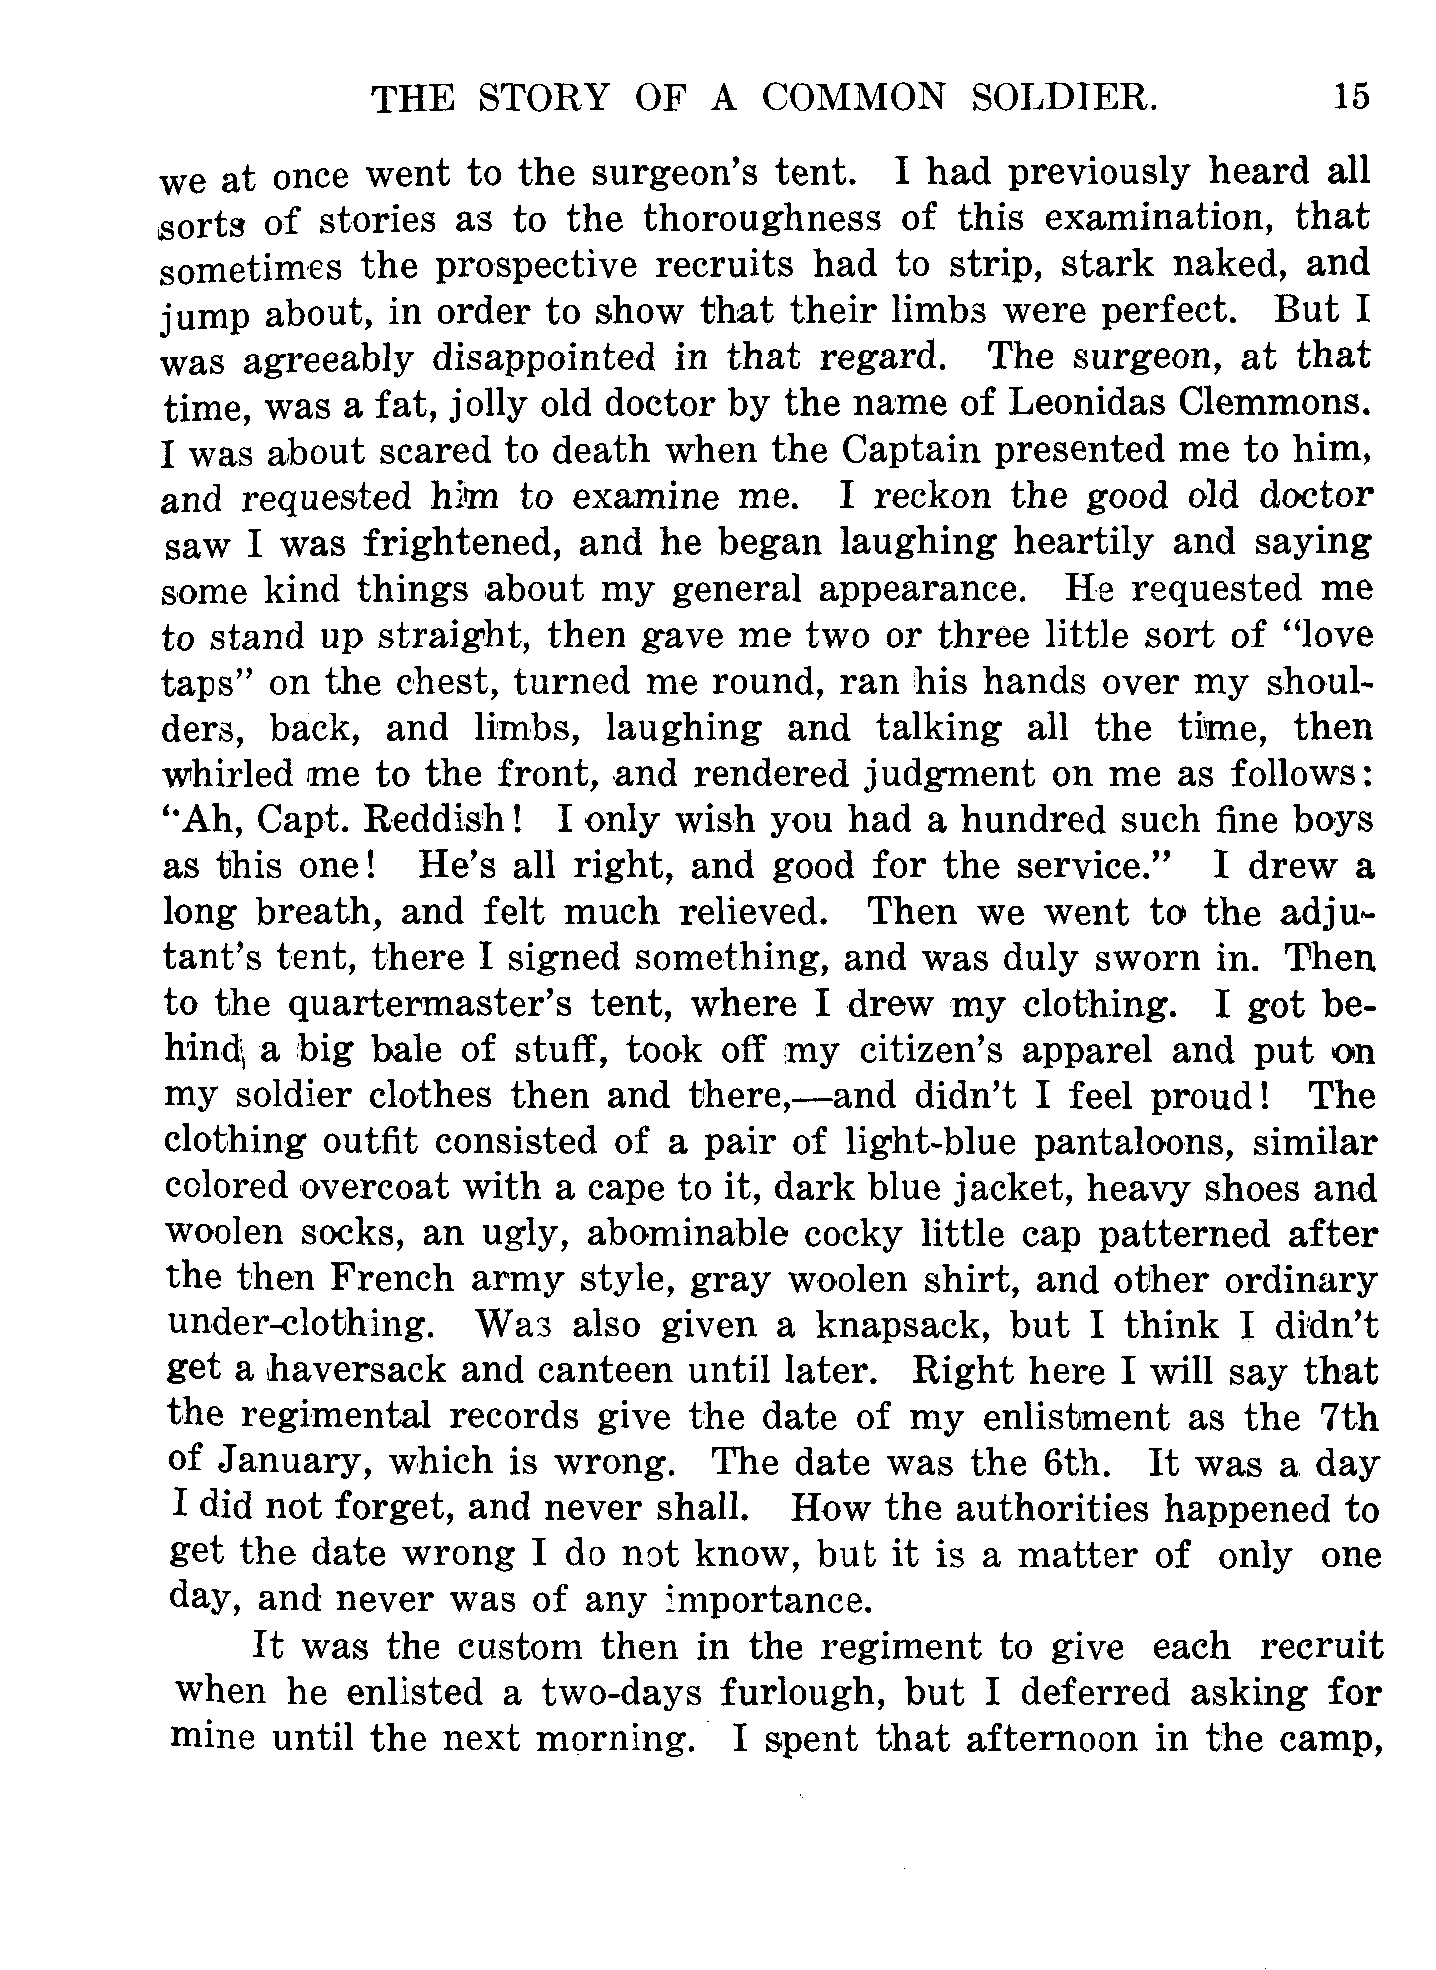 THE STORY OF A COMMON SOLDIER. 15
we at once went to the surgeon's tent. I had previously heard all
sorts of stories as to the thoroughness of this examination, that
sometimes the prospective recruits had to strip, stark naked, and
jump about, in order to show that their limbs were perfect. But I
was agreeably disappointed in that regard. The surgeon, at that
time, was a fat, jolly old doctor by the name of Leonidas Clemmons.
I was about scared to death when the Captain presented me to him,
and requested him to examine me. I reckon the good old doctor
saw I was frightened, and he began laughing heartily and saying
some kind things about my general appearance. He requested me
to stand up straight, then gave me two or three little sort of "love
taps" on the chest, turned me round, ran his hands over my shoul-
ders, back, and limbs, laughing and talking all the time, then
whirled me to the front, and rendered judgment on me as follows:
"Ah, Capt. Reddish! I only wish you had a hundred such fine boys
as this one! He's all right, and good for the service." I drew a
long breath, and felt much relieved. Then we went to the adju-
tant's tent, there I signed something, and was duly sworn in. Then
to the quartermaster's tent, where I drew my clothing. I got be-
hind a big bale of stuff, took off my citizen's apparel and put on
my soldier clothes then and there,—and didn't I feel proud! The
clothing outfit consisted of a pair of light-blue pantaloons, similar
colored overcoat with a cape to it, dark blue jacket, heavy shoes and
woolen socks, an ugly, abominable cocky little cap patterned after
the then French army style, gray woolen shirt, and other ordinary
under-clothing. Was also given a knapsack, but I think I didn't
get a haversack and canteen until later. Right here I will say that
the regimental records give the date of my enlistment as the 7th
of January, which is wrong. The date was the 6th. It was a day
I did not forget, and never shall. How the authorities happened to
get the date wrong I do not know, but it is a matter of only one
day, and never was of any importance.
It was the custom then in the regiment to give each recruit
when he enlisted a two-days furlough, but I deferred asking for
mine until the next morning. I spent that afternoon in the camp,